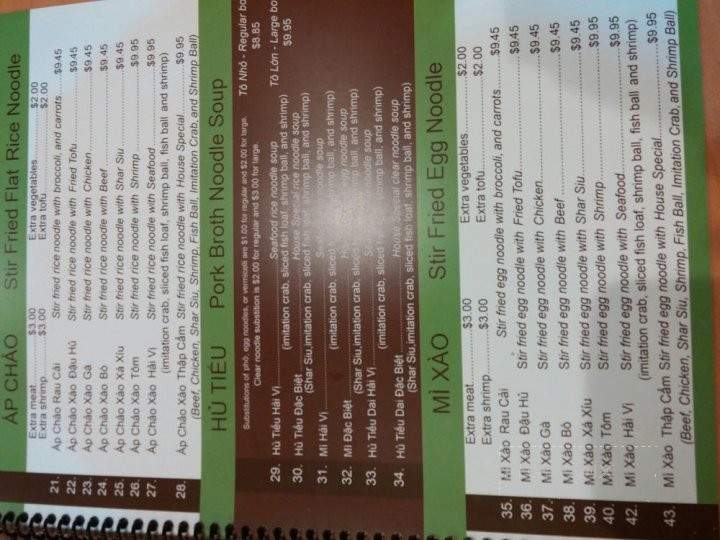 ÁP CHẢO Stir Fried Flat Rice Noodle
Extra meat $3.00 Extra vegetables $2.00
Extra shrimp $3.00 Extra tofu $2.00
21. Áp Chảo Rau Cải Stir fried rice noodle with broccoli, and carrots $9.45
22. Áp Chảo Xào Đậu Hủ Stir fried rice noodle with Fried Tofu $9.45
23. Áp Chảo Xào Gà Stir fried rice noodle with Chicken $9.45
24. Áp Chảo Xào Bò Stir fried rice noodle with Beef $9.45
25. Áp Chảo Xào Xá Xíu Stir fried rice noodle with Shar Siu $9.45
26. Áp Chảo Xào Tôm Stir fried rice noodle with Shrimp $9.95
27. Áp Chảo Xào Hải Vị Stir fried rice noodle with Seafood $9.95
(imitation crab, sliced fish loaf, shrimp ball, fish ball and shrimp)
28. Áp Chảo Xào Thập Cẩm Stir fried rice noodle with House Special $9.95
(Beef, Chicken, Shar Siu, Shrimp, Fish Ball, Imitation Crab, and Shrimp Ball)
HỦ TIẾU Pork Broth Noodle Soup
Substitutions of phở, egg noodles, or vermicelli are $1.00 for regular and $2.00 for large. Tô Nhỏ - Regular
Clear noodle substition is $2.00 for regular and $3.00 for large. $8.85
29. Hủ Tiếu Hải Vị Seafood rice noodle soup Tô Lớn - Large
(imitation crab, sliced fish loaf, shrimp ball, and shrimp) $9.95
30. Hủ Tiếu Đặc Biệt House Special rice noodle soup
(Shar Siu,imitation crab, sliced fish loaf, shrimp ball, and shrimp)
31. Mì Hải Vị noodle soup
(imitation crab, sliced shrimp ball, and shrimp)
32. Mì Đặc Biệt noodle soup
(Shar Siu,imitation crab, sliced shrimp ball, and shrimp)
33. Hủ Tiếu Dai Hải Vị noodle soup
(imitation crab, sliced shrimp ball, and shrimp)
34. Hủ Tiếu Dai Đặc Biệt House Special clear noodle soup
(Shar Siu,imitation crab, sliced fish loaf, shrimp ball, and shrimp)
MÌ XÀO Stir Fried Egg Noodle
Extra meat $3.00 Extra vegetables $2.00
Extra shrimp $3.00 Extra tofu $2.00
35. Mì Xào Rau Cải Stir fried egg noodle with broccoli, and carrots $9.45
36. Mì Xào Đậu Hủ Stir fried egg noodle with Fried Tofu $9.45
37. Mì Xào Gà Stir fried egg noodle with Chicken $9.45
38. Mì Xào Bò Stir fried egg noodle with Beef $9.45
39. Mì Xào Xá Xíu Stir fried egg noodle with Shar Siu $9.45
40. Mì Xào Tôm Stir fried egg noodle with Shrimp $9.95
42. Mì Xào Hải Vị Stir fried egg noodle with Seafood $9.95
(imitation crab, sliced fish loaf, shrimp ball, fish ball and shrimp)
43. Mì Xào Thập Cẩm Stir fried egg noodle with House Special $9.95
(Beef, Chicken, Shar Siu, Shrimp, Fish Ball, Imitation Crab, and Shrimp Ball)